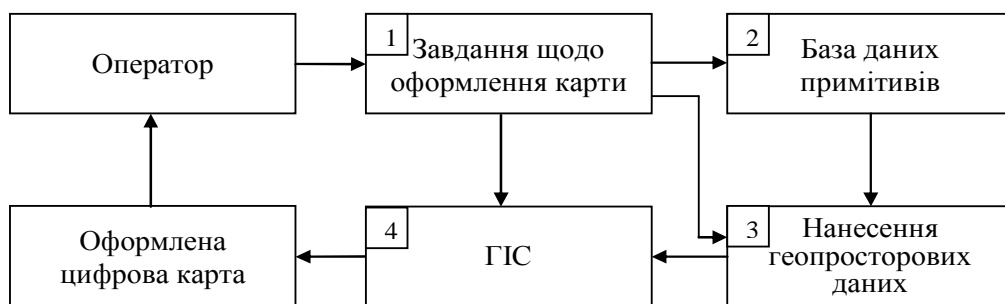 Оператор
1
Завдання щодо
оформлення карти
2
База даних
примітивів
Оформлена
цифрова карта
4
ГІС
3
Нанесення
геопросторових
даних